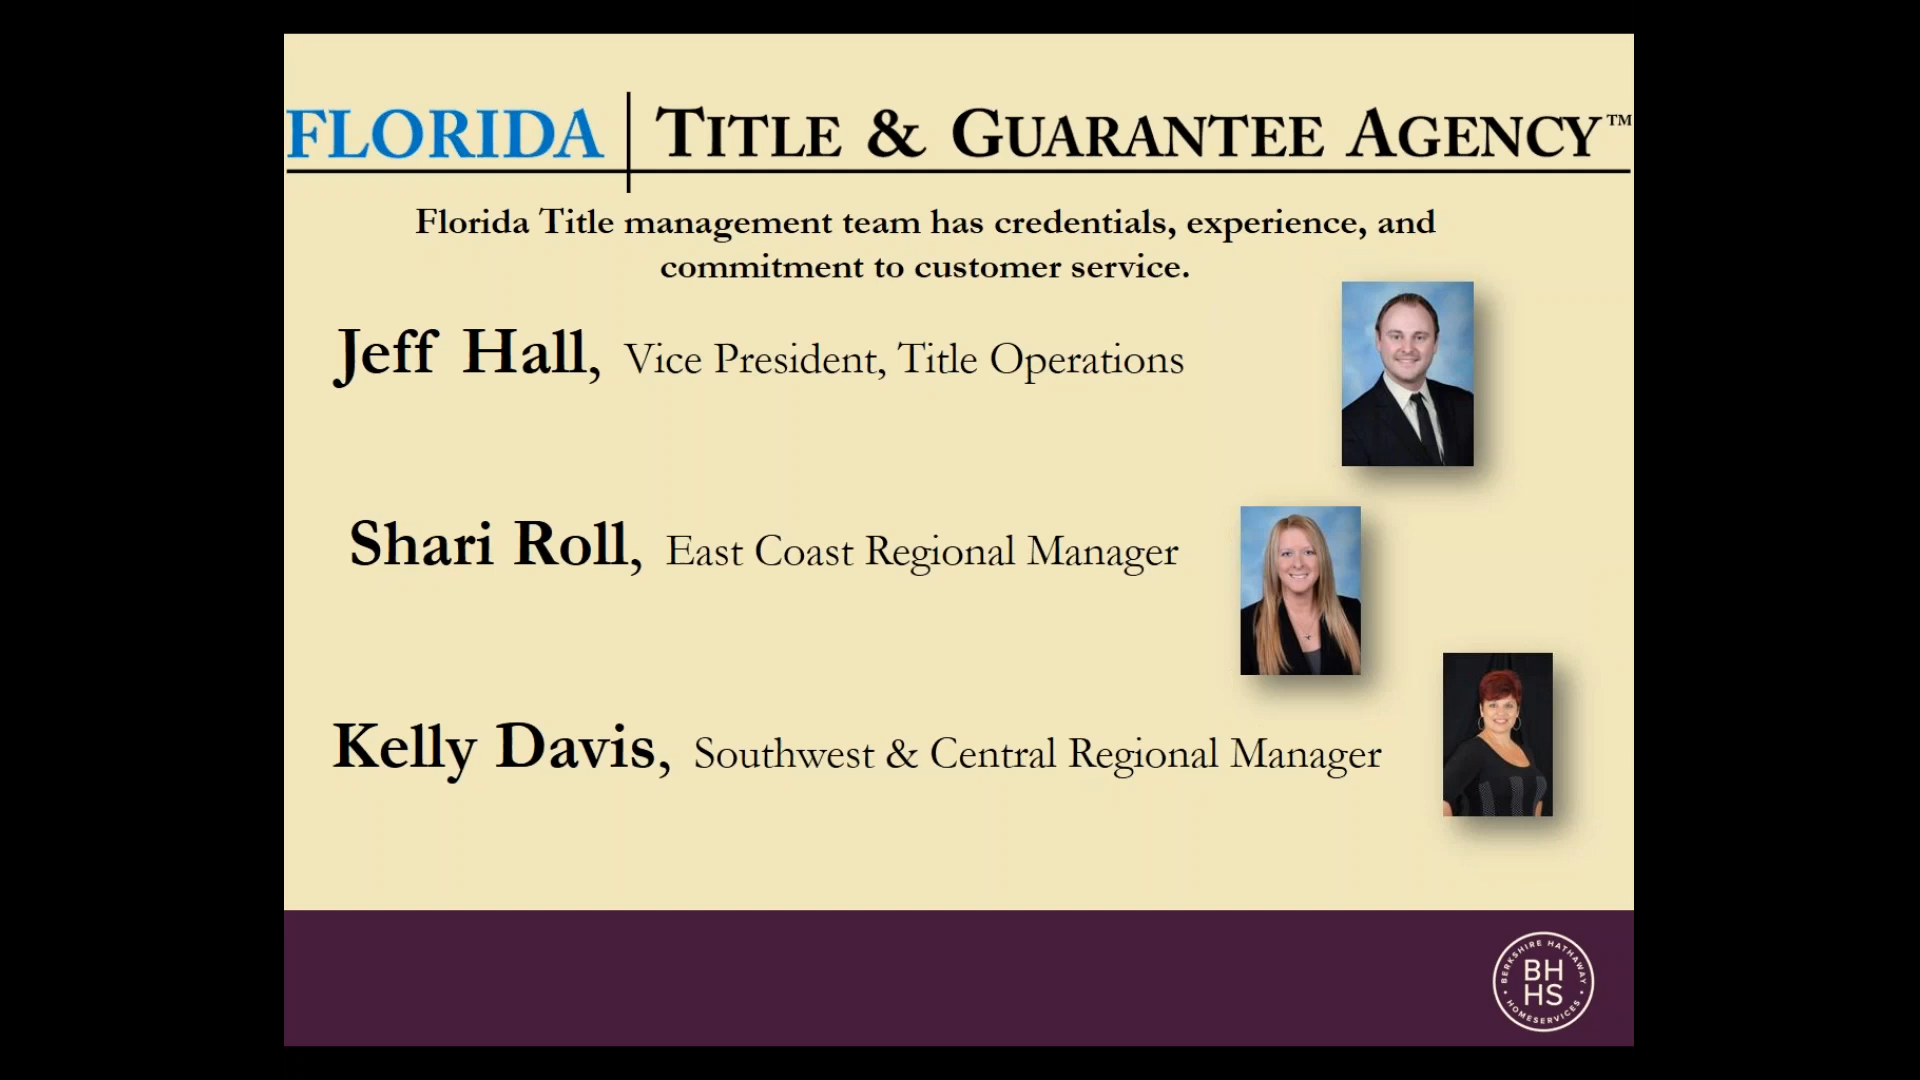 FLORIDA TITLE & GUARANTEE AGENCY™
Florida Title management team has credentials, experience, and
commitment to customer service.
Jeff Hall, Vice President, Title Operations
Shari Roll, East Coast Regional Manager
Kelly Davis, Southwest & Central Regional Manager
BERKSHIRE HATHAWAY
BH
HS
HOMESERVICES